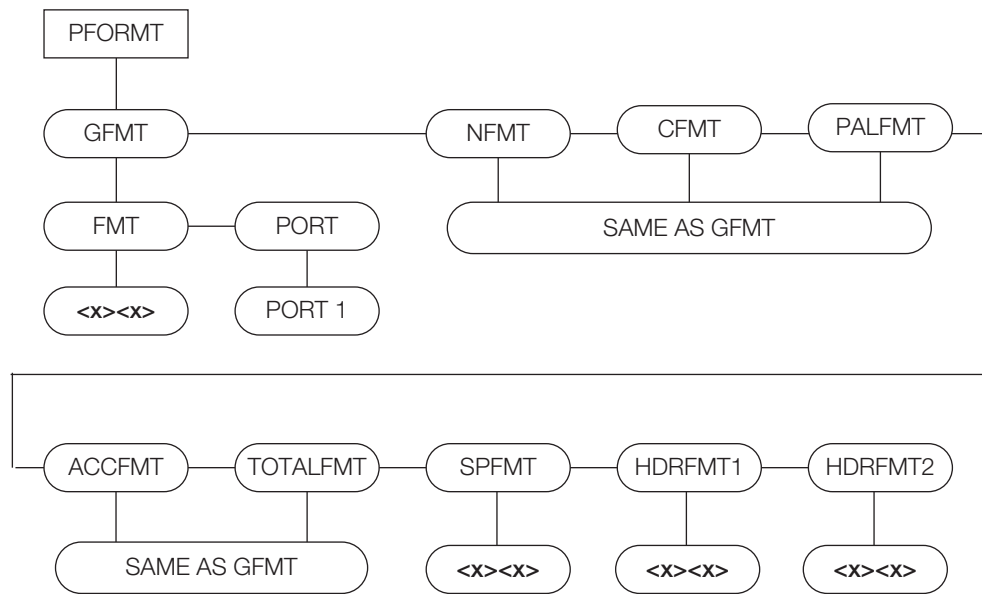 PFORMT
GFMT NFMT CFMT PALFMT
FMT PORT SAME AS GFMT
<x><x> PORT 1
ACCFMT TOTALFMT SPFMT HDRFMT1 HDRFMT2
SAME AS GFMT <x><x> <x><x> <x><x>